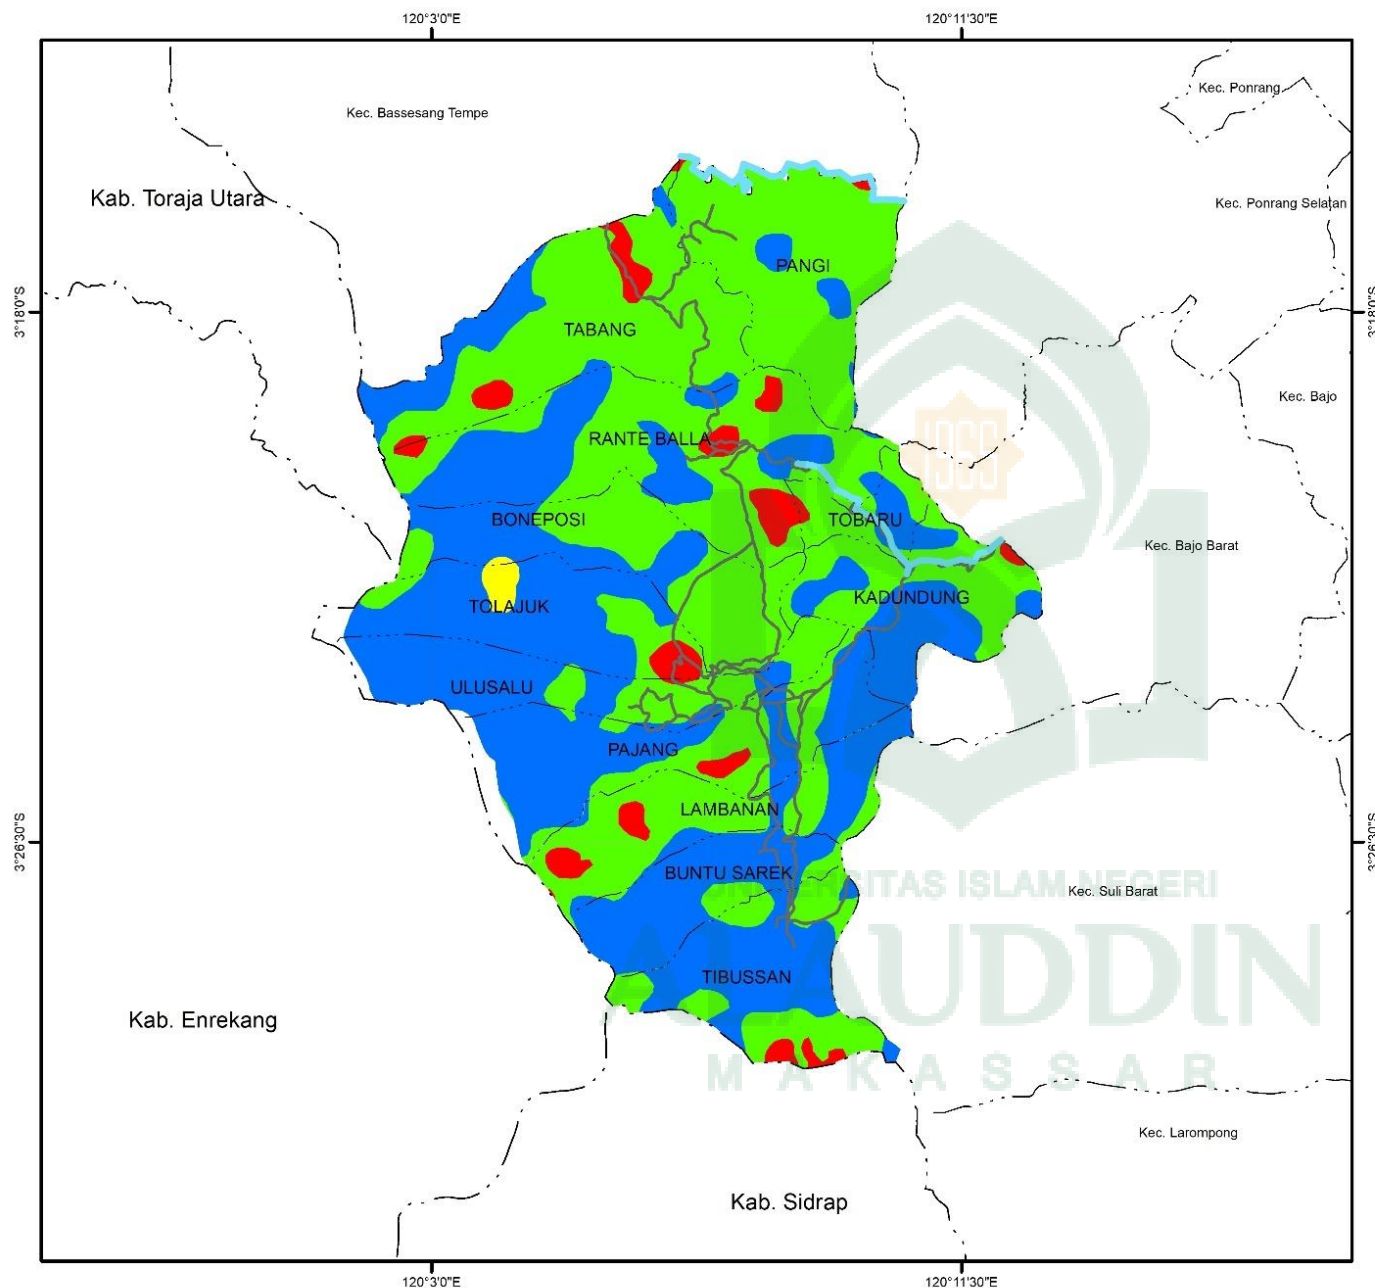 120°3'0"E
120°11'30"E
Kec. Ponrang
Kec. Bassesang Tempe
Kab. Toraja Utara
Kec. Ponrang Selatan
PANGI
3°18'0"S
3°18'0"S
TABANG
Kec. Bajo
RANTE BALLA
1965
BONEPOSI
TOBARU
Kec. Bajo Barat
KADUNDUNG
TOLAJUK
ULUSALU
PAJANG
LAMBANAN
3°26'30"S
3°26'30"S
BUNTU SAREK
UNIVERSITAS ISLAM NEGERI
Kec. Suli Barat
ALAUDDIN
TIBUSSAN
Kab. Enrekang
MAKASSAR
Kec. Larompong
Kab. Sidrap
120°3'0"E
120°11'30"E